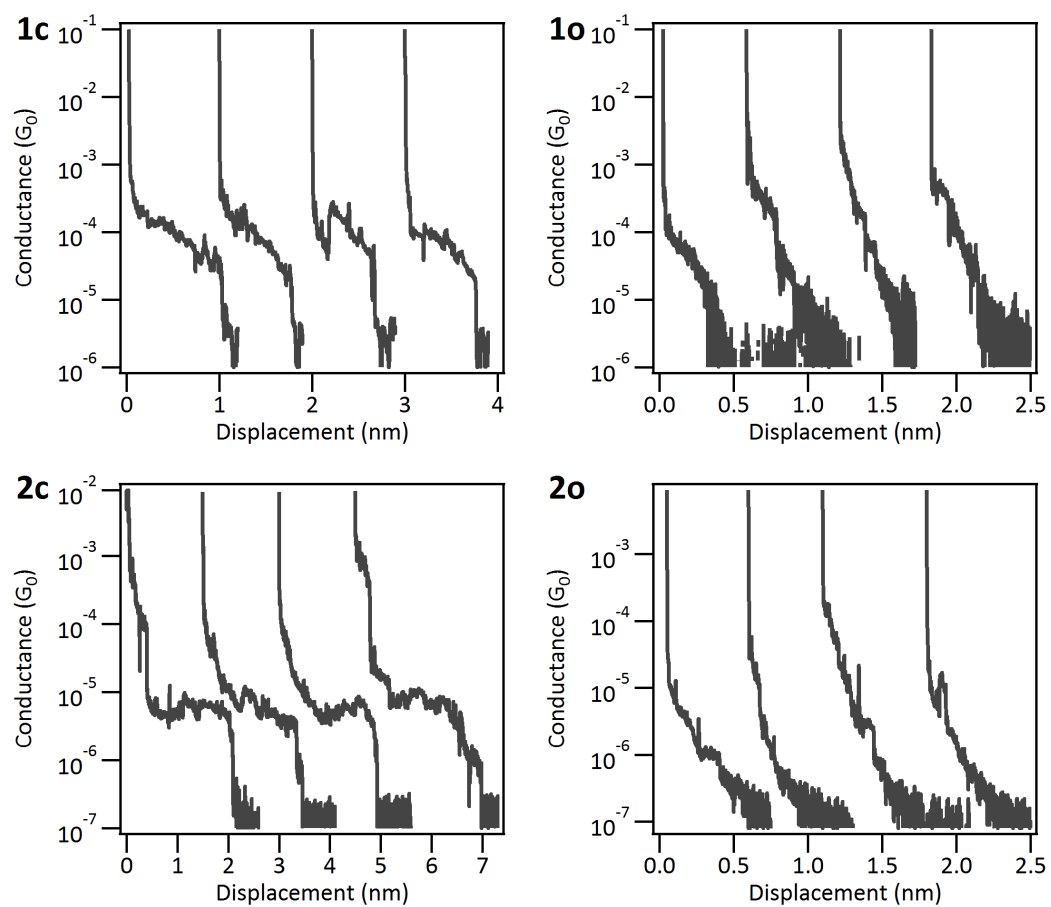 1c
Conductance (G0)
10-1
10-2
10-3
10-4
10-5
10-6
0 1 2 3 4
Displacement (nm)
1o
Conductance (G0)
10-1
10-2
10-3
10-4
10-5
10-6
0.0 0.5 1.0 1.5 2.0 2.5
Displacement (nm)
2c
Conductance (G0)
10-2
10-3
10-4
10-5
10-6
10-7
0 1 2 3 4 5 6 7
Displacement (nm)
2o
Conductance (G0)
10-3
10-4
10-5
10-6
10-7
0.0 0.5 1.0 1.5 2.0 2.5
Displacement (nm)